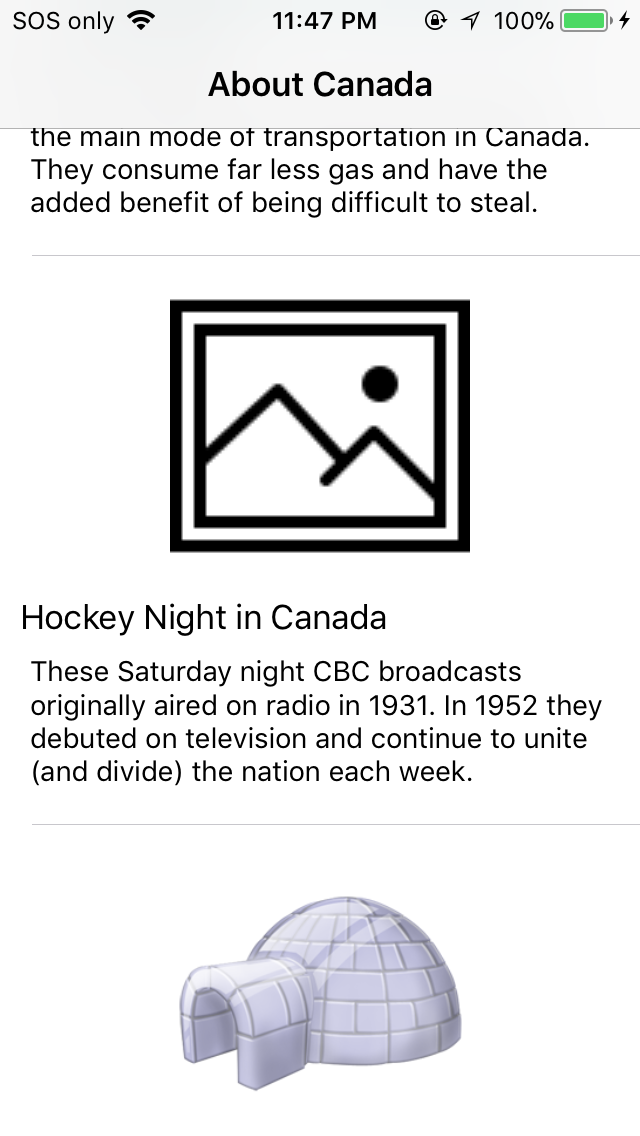 SOS only 11:47 PM 100%
About Canada
the main mode of transportation in Canada.
They consume far less gas and have the
added benefit of being difficult to steal.
Hockey Night in Canada
These Saturday night CBC broadcasts
originally aired on radio in 1931. In 1952 they
debuted on television and continue to unite
(and divide) the nation each week.